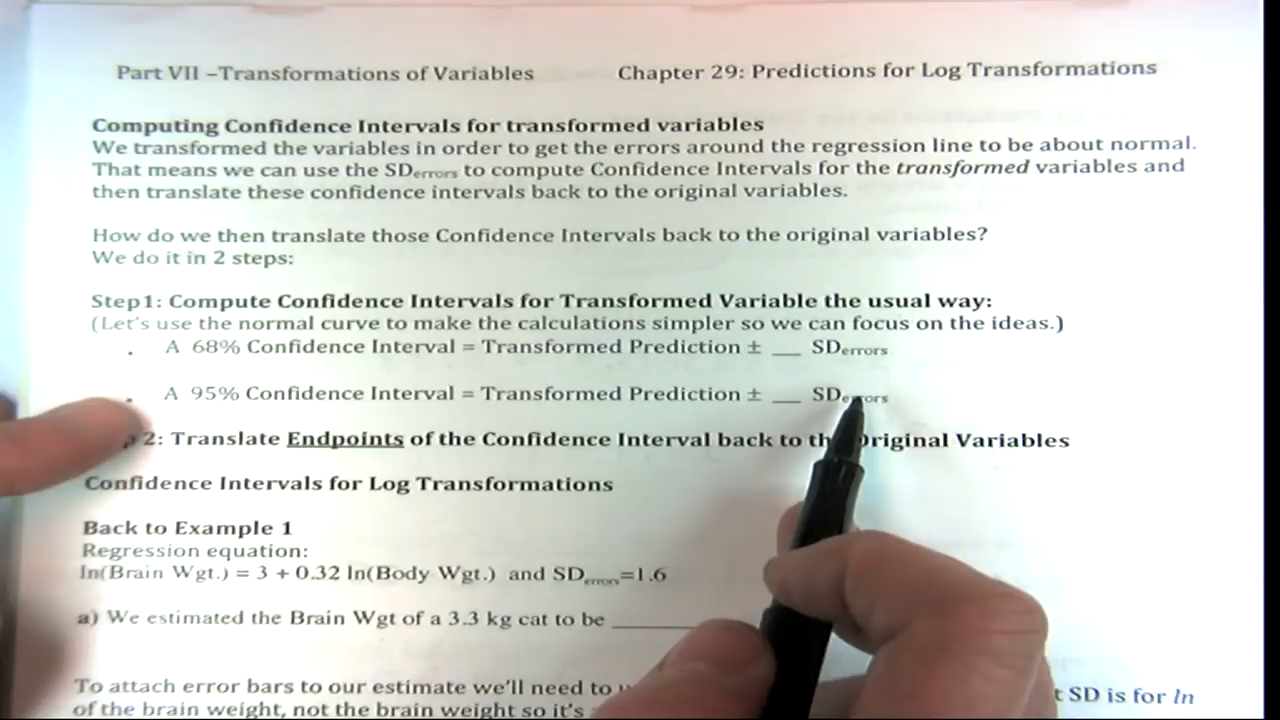 Part VII –Transformations of Variables Chapter 29: Predictions for Log Transformations
Computing Confidence Intervals for transformed variables
We transformed the variables in order to get the errors around the regression line to be about normal.
That means we can use the SDerrors to compute Confidence Intervals for the transformed variables and
then translate these confidence intervals back to the original variables.
How do we then translate those Confidence Intervals back to the original variables?
We do it in 2 steps:
Step1: Compute Confidence Intervals for Transformed Variable the usual way:
(Let's use the normal curve to make the calculations simpler so we can focus on the ideas.)
. A 68% Confidence Interval = Transformed Prediction ± __ SDerrors
. A 95% Confidence Interval = Transformed Prediction ± __ SDerrors
2: Translate Endpoints of the Confidence Interval back to the Original Variables
Confidence Intervals for Log Transformations
Back to Example 1
Regression equation:
ln(Brain Wgt.) = 3 + 0.32 ln(Body Wgt.) and SDerrors=1.6
a) We estimated the Brain Wgt of a 3.3 kg cat to be ________
To attach error bars to our estimate we'll need to SD is for ln
of the brain weight, not the brain weight so it's